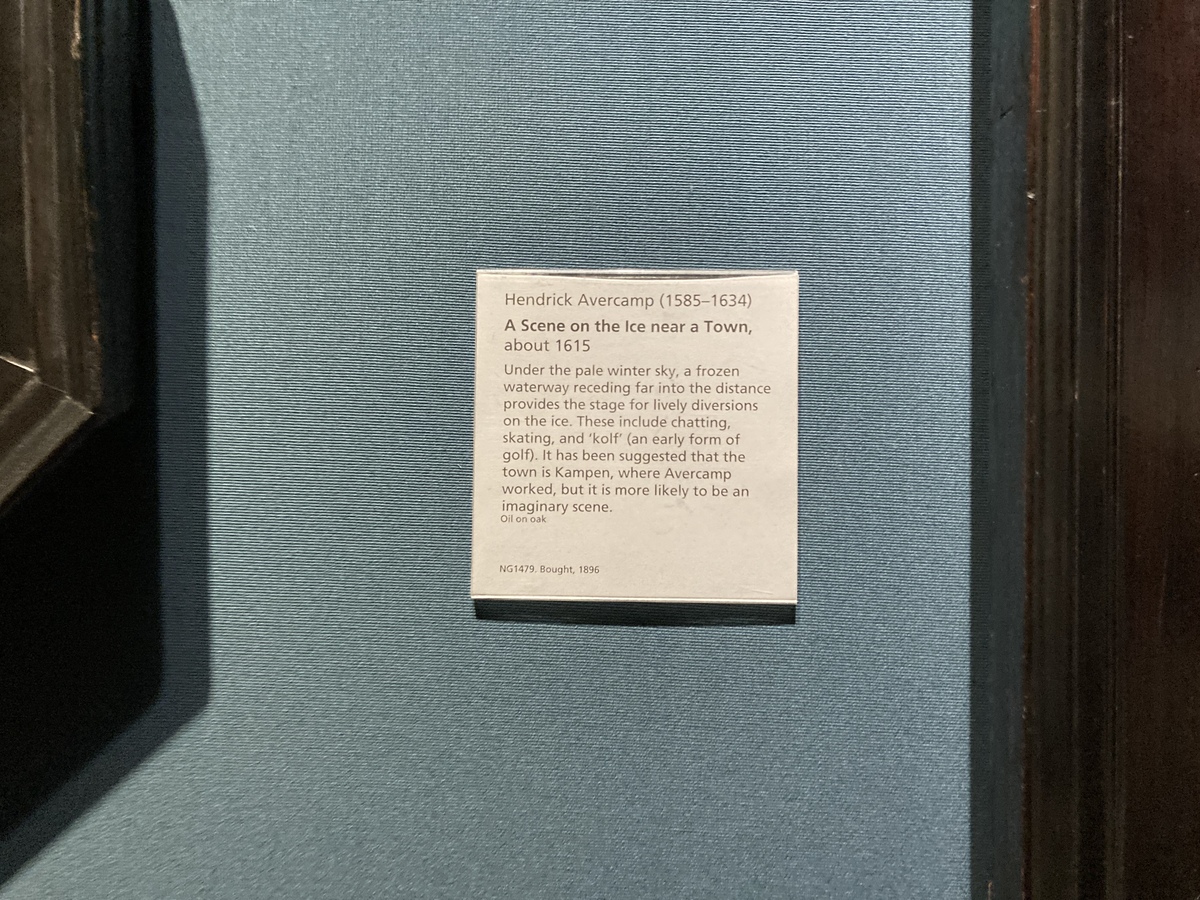 Hendrick Avercamp (1585–1634)
A Scene on the Ice near a Town,
about 1615
Under the pale winter sky, a frozen
waterway receding far into the distance
provides the stage for lively diversions
on the ice. These include chatting,
skating, and ‘kolf’ (an early form of
golf). It has been suggested that the
town is Kampen, where Avercamp
worked, but it is more likely to be an
imaginary scene.
Oil on oak
NG1479. Bought, 1896